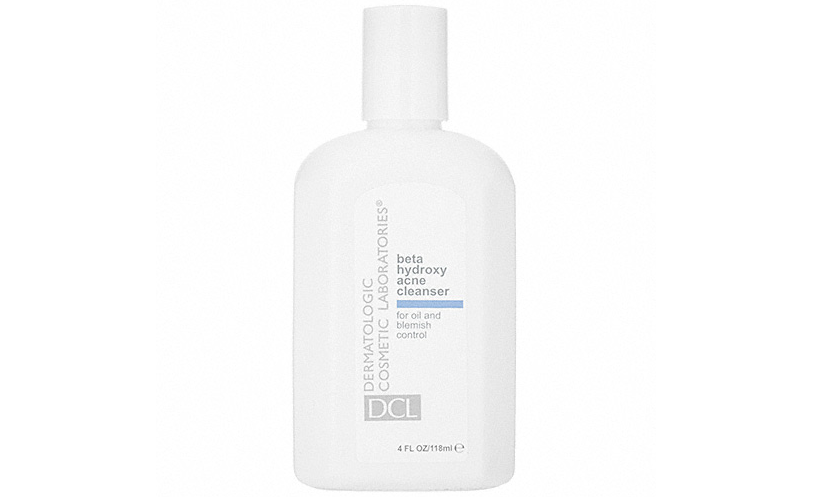 DERMATOLOGIC
COSMETIC LABORATORIES®
DCL
beta
hydroxy
acne
cleanser
for oil and
blemish
control
4 FL OZ/118ml ℮